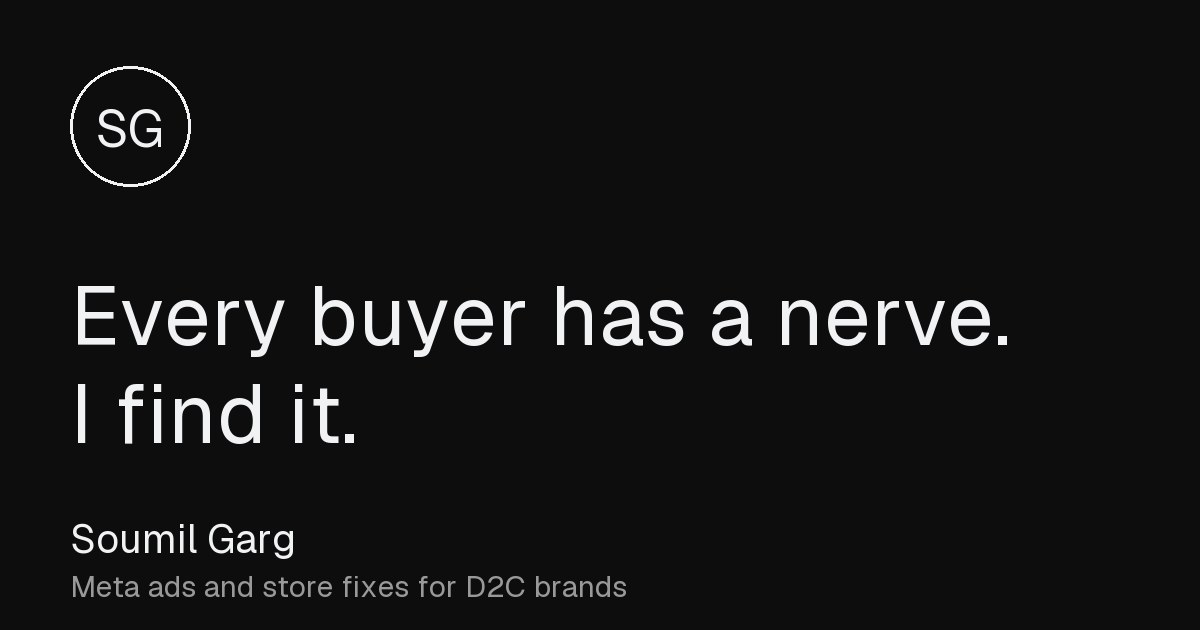 SG
Every buyer has a nerve.
I find it.
Soumil Garg
Meta ads and store fixes for D2C brands